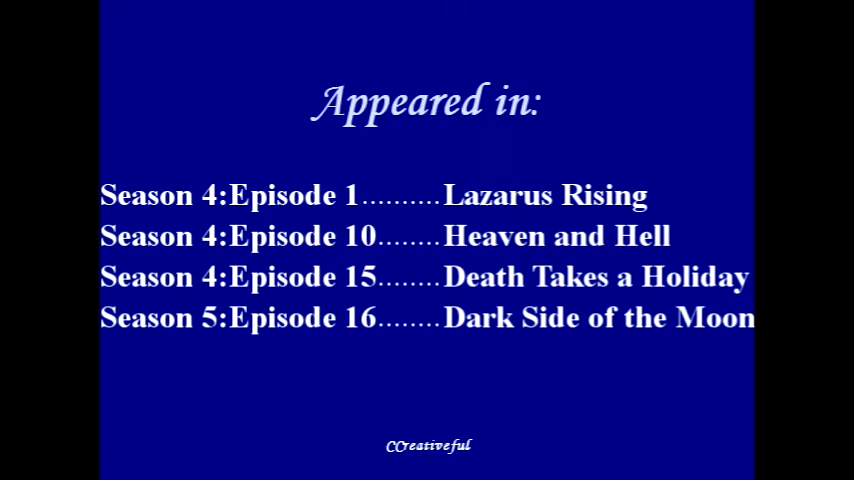 Appeared in:
Season 4:Episode 1..........Lazarus Rising
Season 4:Episode 10........Heaven and Hell
Season 4:Episode 15........Death Takes a Holiday
Season 5:Episode 16........Dark Side of the Moon
CCreativeful